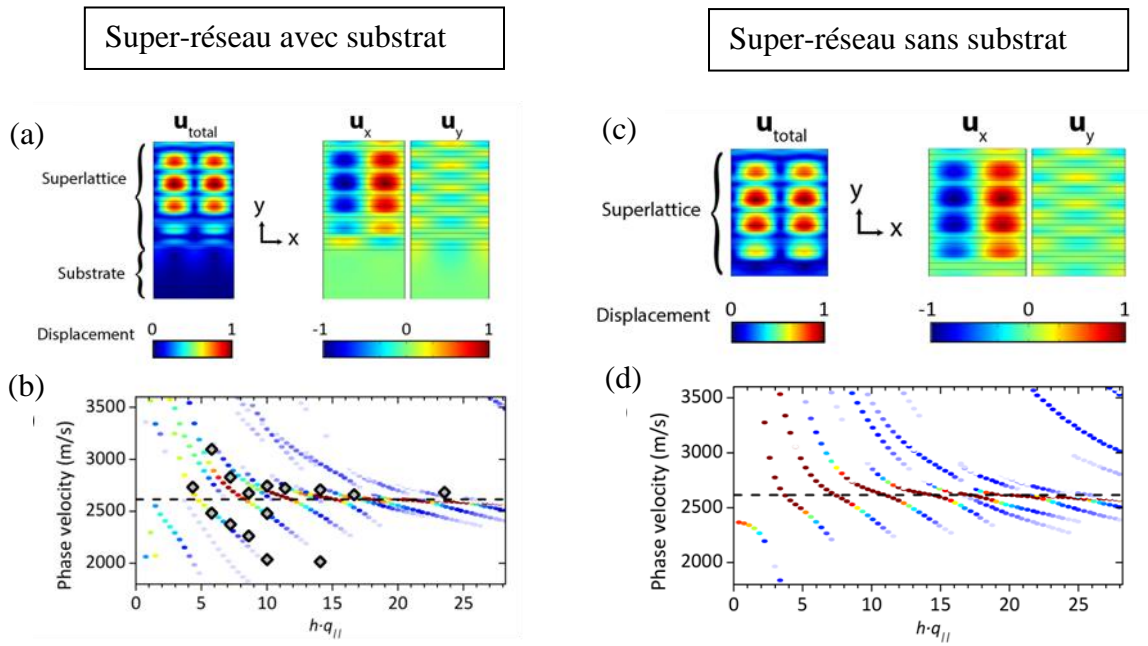 Super-réseau avec substrat
Super-réseau sans substrat
(a)
u_total
u_x
u_y
Superlattice
y
x
Substrate
Displacement
0 1
-1 0 1
(c)
u_total
u_x
u_y
Superlattice
y
x
Displacement
0 1
-1 0 1
(b)
Phase velocity (m/s)
3500
3000
2500
2000
0 5 10 15 20 25
h·q_//
(d)
Phase velocity (m/s)
3500
3000
2500
2000
0 5 10 15 20 25
h·q_//